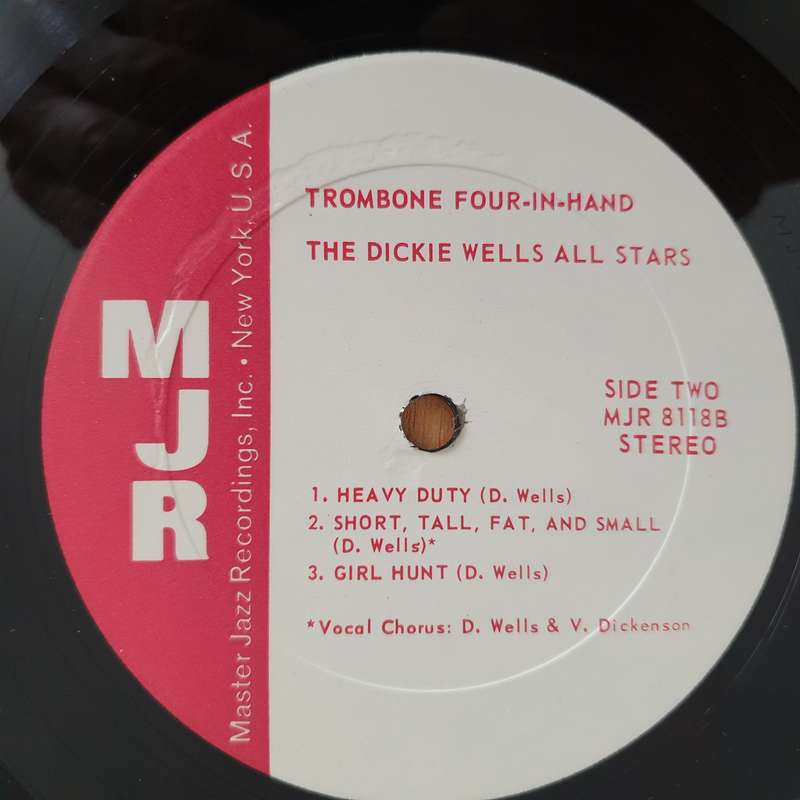 MJR
Master Jazz Recordings, Inc. • New York, U. S. A.
TROMBONE FOUR-IN-HAND
THE DICKIE WELLS ALL STARS
SIDE TWO
MJR 8118B
STEREO
1. HEAVY DUTY (D. Wells)
2. SHORT, TALL, FAT, AND SMALL
(D. Wells)*
3. GIRL HUNT (D. Wells)
*Vocal Chorus: D. Wells & V. Dickenson